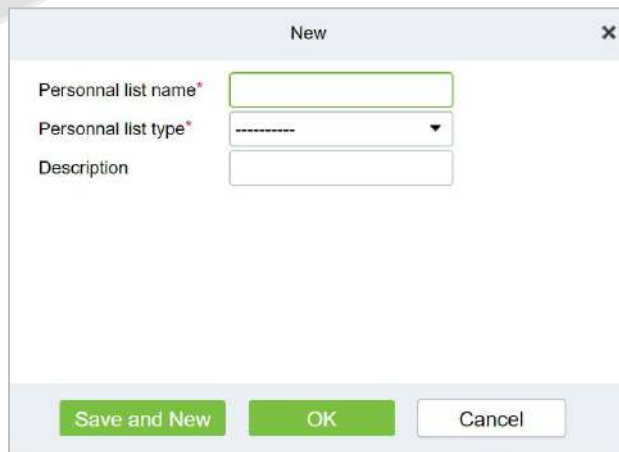 New
Personnal list name*
Personnal list type* ----------
Description
Save and New OK Cancel